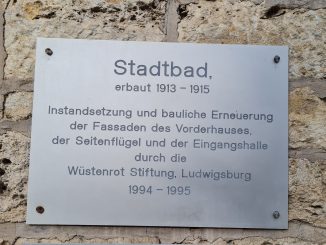 Stadtbad,
erbaut 1913 - 1915
Instandsetzung und bauliche Erneuerung
der Fassaden des Vorderhauses,
der Seitenflügel und der Eingangshalle
durch die
Wüstenrot Stiftung, Ludwigsburg
1994 - 1995